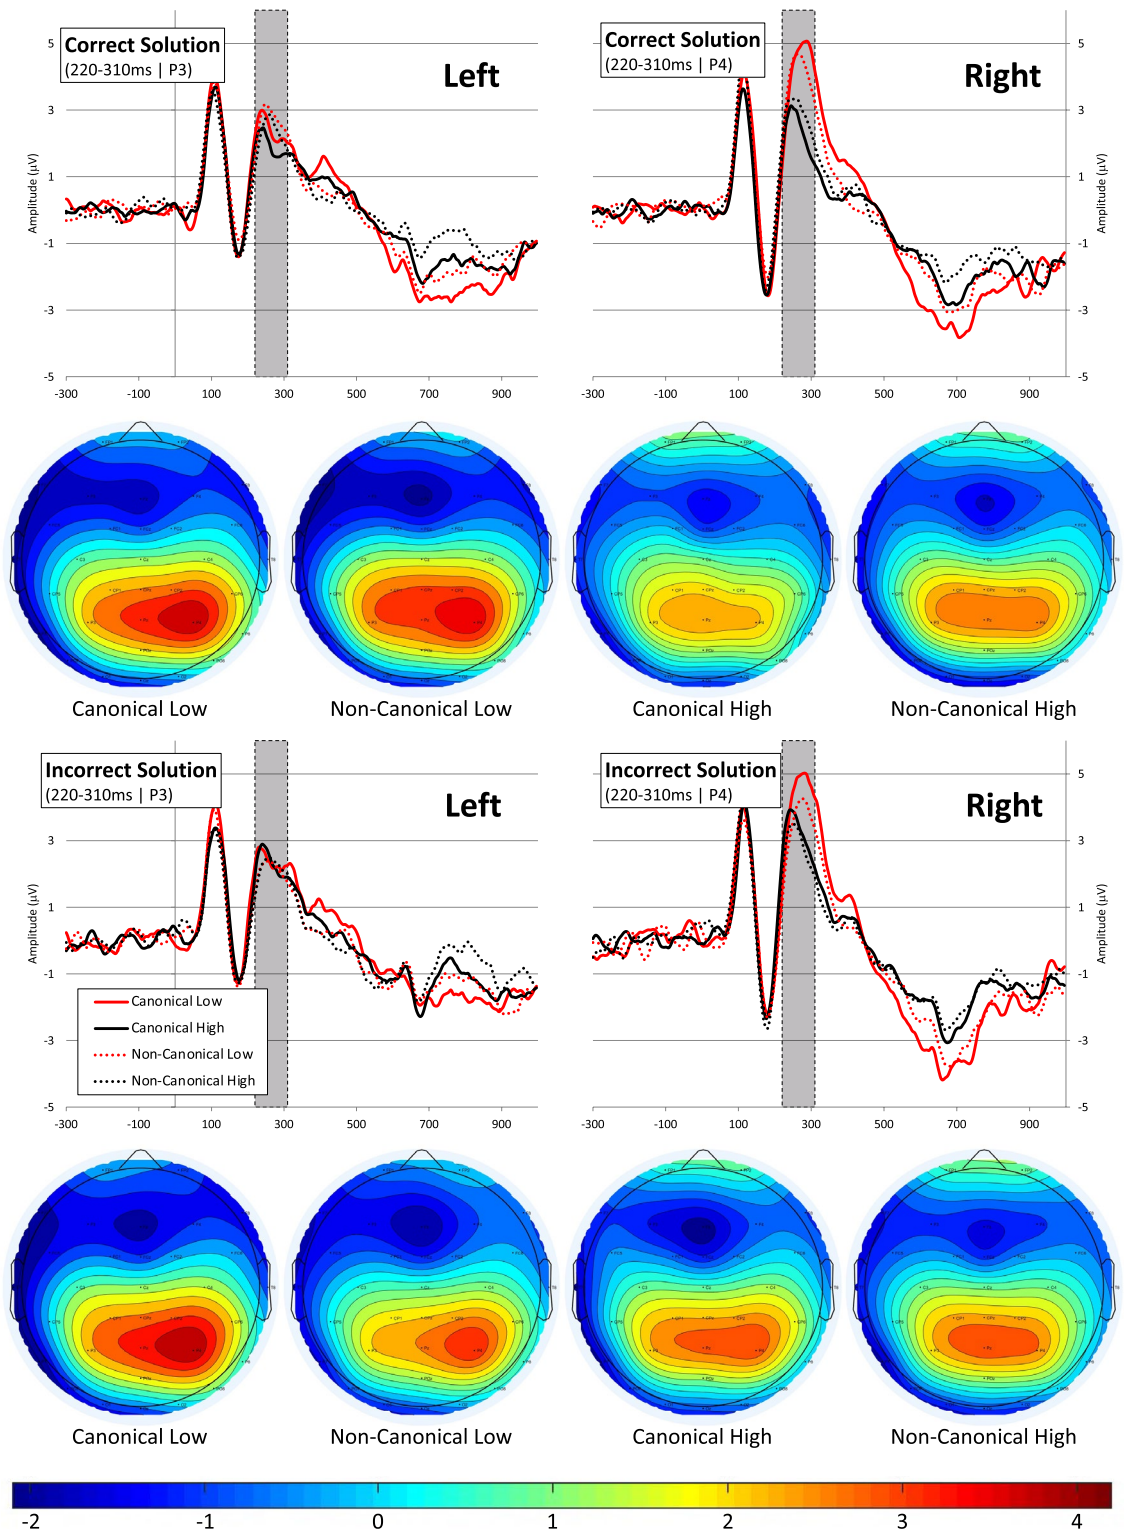 Correct Solution
(220-310ms | P3)
Left
Amplitude (µV)
5
3
1
-1
-3
-5
-300
-100
100
300
500
700
900
Correct Solution
(220-310ms | P4)
Right
5
3
1
-1
-3
-5
Amplitude (µV)
-300
-100
100
300
500
700
900
Canonical Low
Non-Canonical Low
Canonical High
Non-Canonical High
Incorrect Solution
(220-310ms | P3)
Left
Amplitude (µV)
3
1
-1
-3
-5
Canonical Low
Canonical High
Non-Canonical Low
Non-Canonical High
-300
-100
100
300
500
700
900
Incorrect Solution
(220-310ms | P4)
Right
5
3
1
-1
-3
-5
Amplitude (µV)
-300
-100
100
300
500
700
900
Canonical Low
Non-Canonical Low
Canonical High
Non-Canonical High
-2
-1
0
1
2
3
4